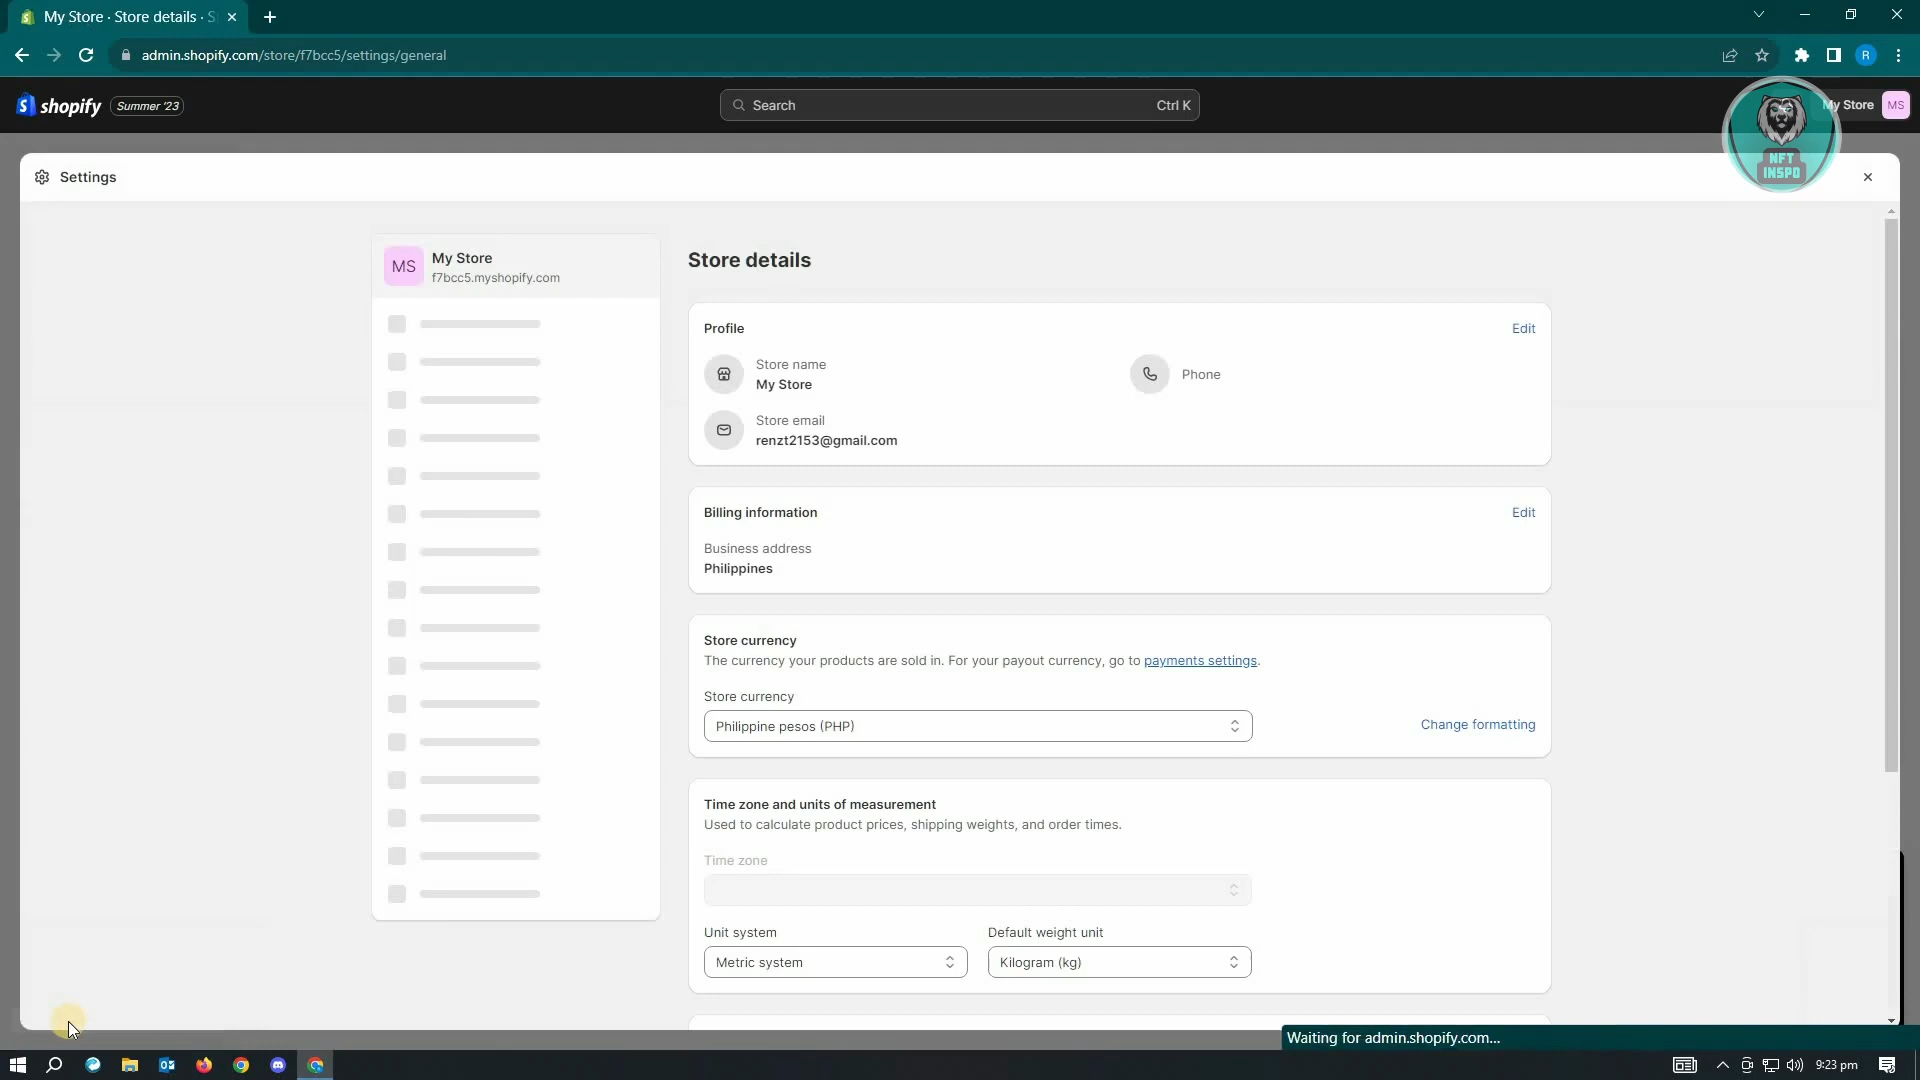 My Store · Store details · S
admin.shopify.com/store/f7bcc5/settings/general
R
shopify
Summer '23
Search
Ctrl K
My Store
MS
NFT
INSPO
Settings
MS
My Store
f7bcc5.myshopify.com
Store details
Profile
Edit
Store name
My Store
Phone
Store email
renzt2153@gmail.com
Billing information
Edit
Business address
Philippines
Store currency
The currency your products are sold in. For your payout currency, go to payments settings.
Store currency
Philippine pesos (PHP)
Change formatting
Time zone and units of measurement
Used to calculate product prices, shipping weights, and order times.
Time zone
Unit system
Default weight unit
Metric system
Kilogram (kg)
Waiting for admin.shopify.com...
9:23 pm